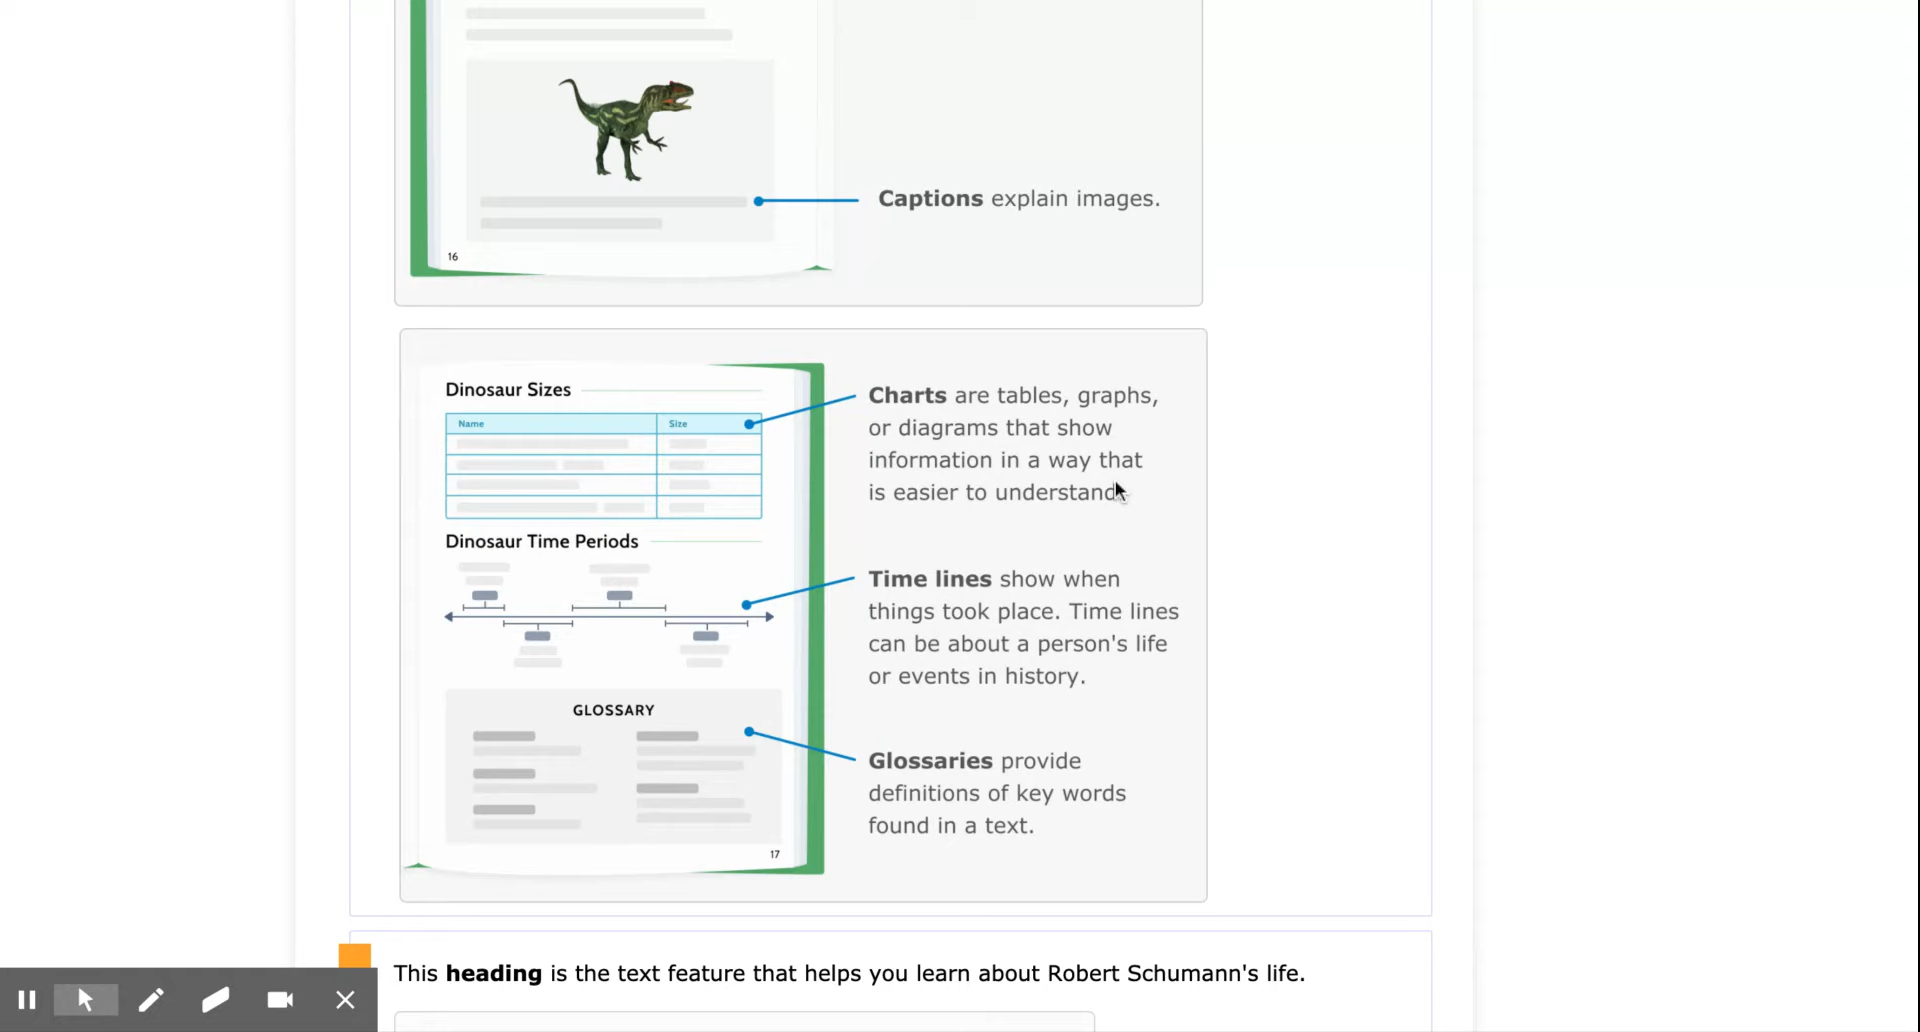 Captions explain images.
16
Dinosaur Sizes
Name Size
Charts are tables, graphs,
or diagrams that show
information in a way that
is easier to understand.
Dinosaur Time Periods
Time lines show when
things took place. Time lines
can be about a person's life
or events in history.
GLOSSARY
Glossaries provide
definitions of key words
found in a text.
17
This heading is the text feature that helps you learn about Robert Schumann's life.